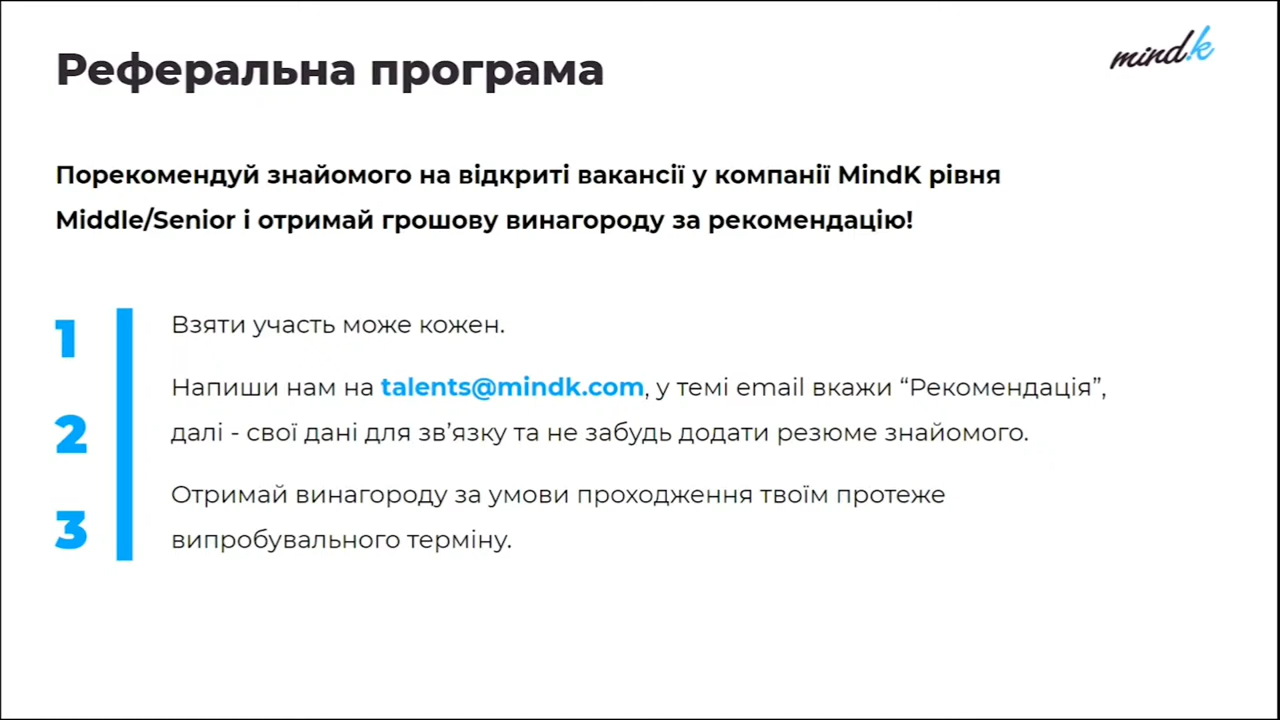 Реферальна програма
mind.k
Порекомендуй знайомого на відкриті вакансії у компанії MindK рівня
Middle/Senior і отримай грошову винагороду за рекомендацію!
1
Взяти участь може кожен.
2
Напиши нам на talents@mindk.com, у темі email вкажи “Рекомендація”,
далі - свої дані для зв’язку та не забудь додати резюме знайомого.
3
Отримай винагороду за умови проходження твоїм протеже
випробувального терміну.